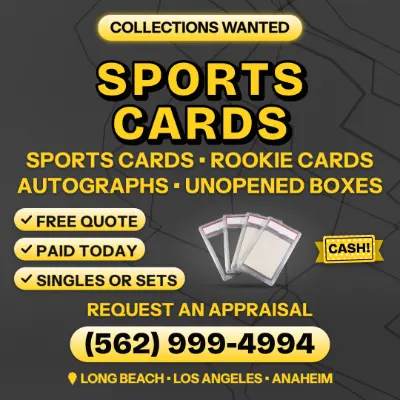 COLLECTIONS WANTED
SPORTS
CARDS
SPORTS CARDS ▪ ROOKIE CARDS
AUTOGRAPHS ▪ UNOPENED BOXES
✓ FREE QUOTE
✓ PAID TODAY
✓ SINGLES OR SETS
CASH!
REQUEST AN APPRAISAL
(562) 999-4994
LONG BEACH ▪ LOS ANGELES ▪ ANAHEIM